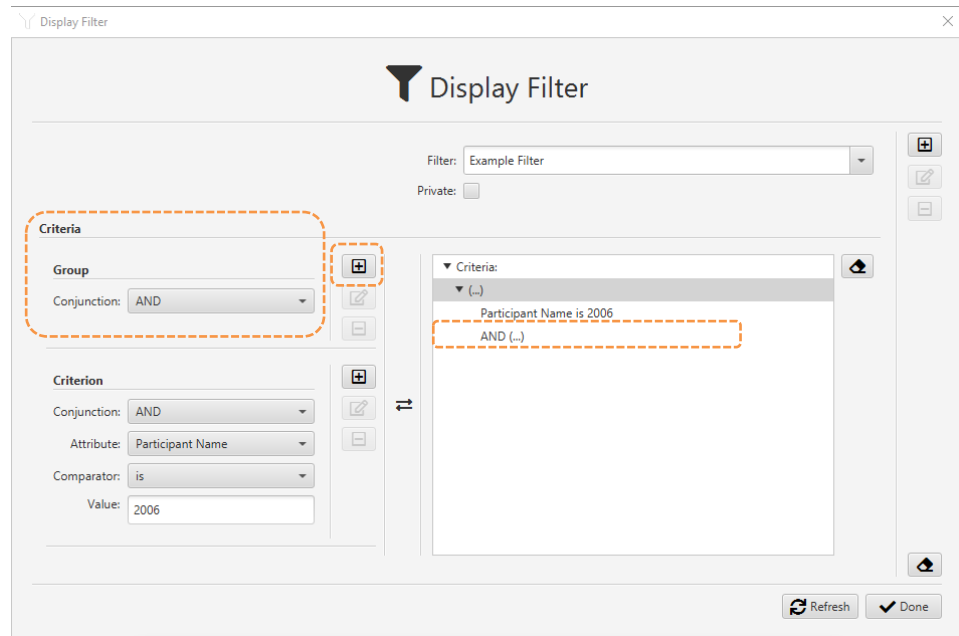 Display Filter
Display Filter
Filter: Example Filter
Private:
Criteria
Group
Conjunction: AND
Criteria:
(...)
Participant Name is 2006
AND (...)
Criterion
Conjunction: AND
Attribute: Participant Name
Comparator: is
Value: 2006
Refresh Done